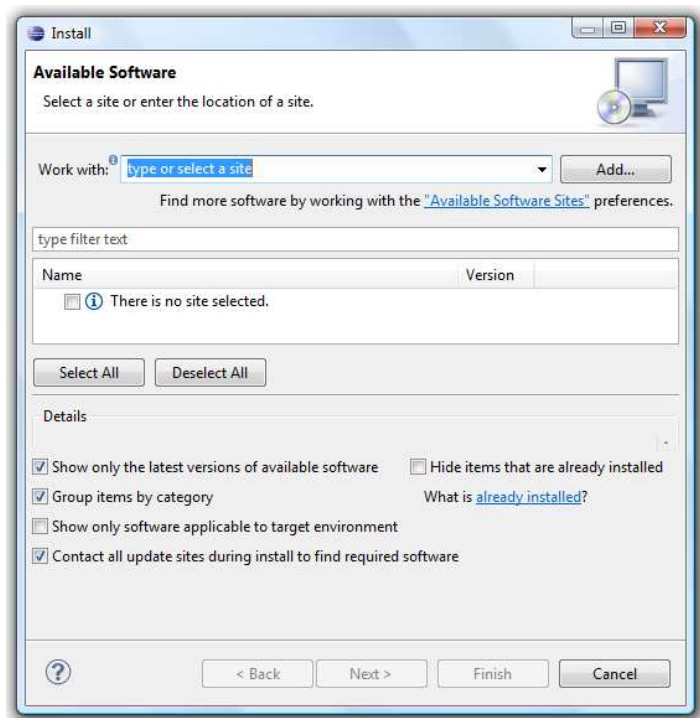 Install
Available Software
Select a site or enter the location of a site.
Work with: type or select a site Add...
Find more software by working with the "Available Software Sites" preferences.
type filter text
Name Version
There is no site selected.
Select All Deselect All
Details
Show only the latest versions of available software Hide items that are already installed
Group items by category What is already installed?
Show only software applicable to target environment
Contact all update sites during install to find required software
? < Back Next > Finish Cancel